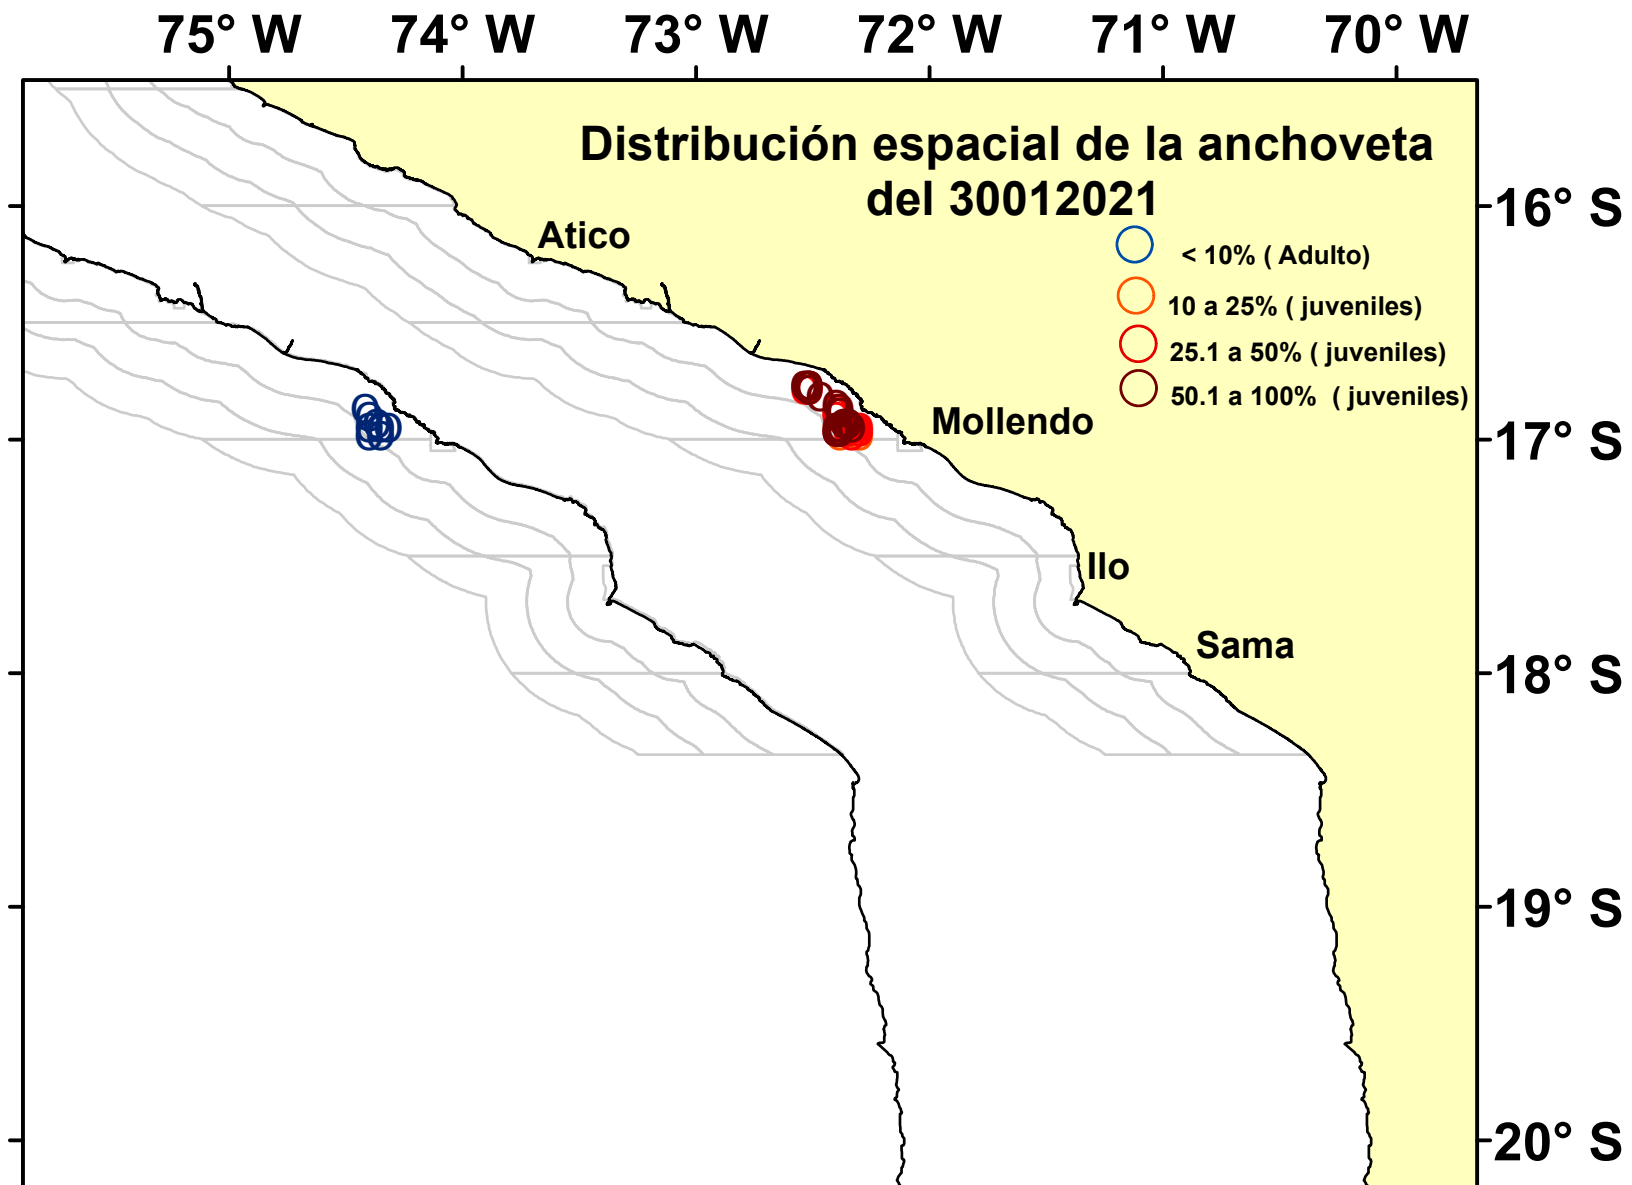 75° W 74° W 73° W 72° W 71° W 70° W
Distribución espacial de la anchoveta
del 30012021
16° S
Atico
< 10% ( Adulto)
10 a 25% ( juveniles)
25.1 a 50% ( juveniles)
50.1 a 100% ( juveniles)
Mollendo
17° S
Ilo
Sama
18° S
19° S
20° S